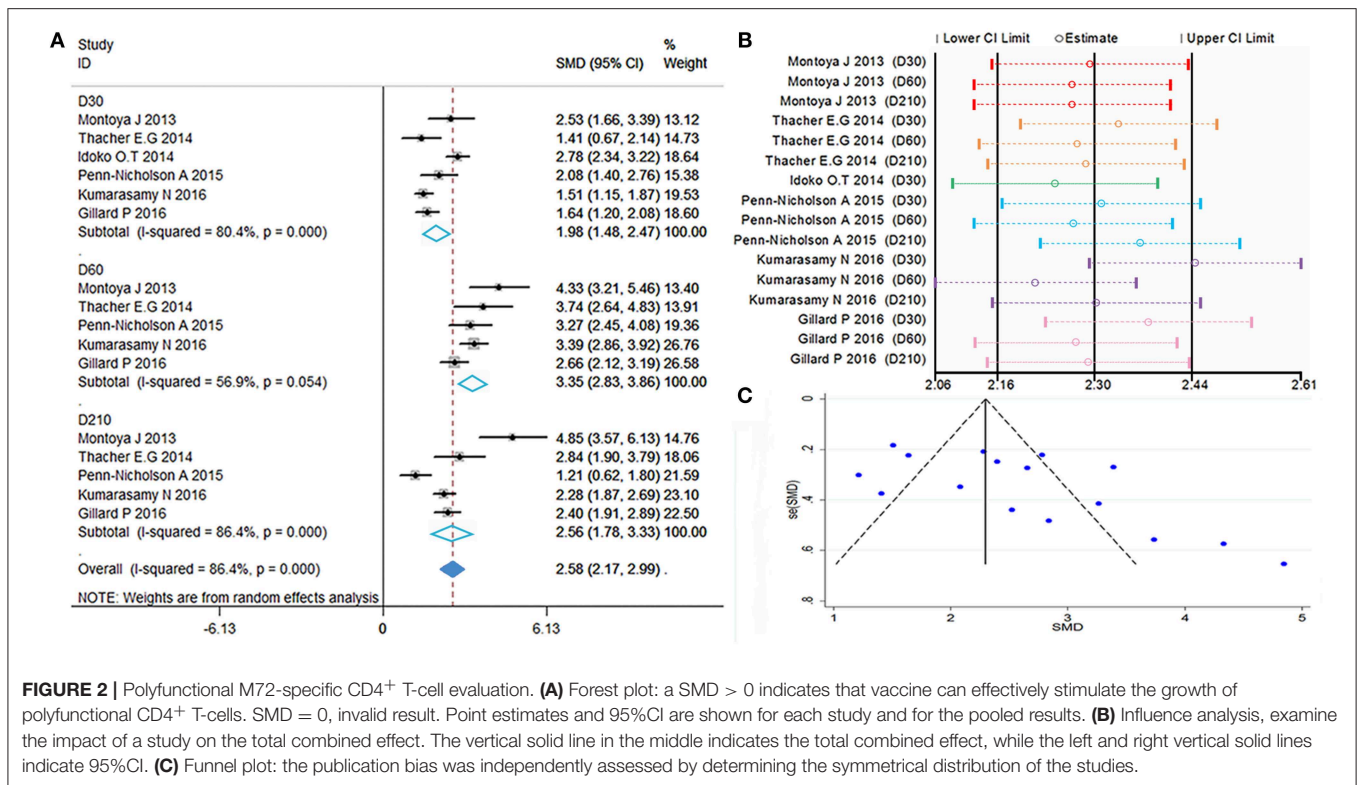 A
Study
ID
SMD (95% CI)
%
Weight
D30
Montoya J 2013 2.53 (1.66, 3.39) 13.12
Thacher E.G 2014 1.41 (0.67, 2.14) 14.73
Idoko O.T 2014 2.78 (2.34, 3.22) 18.64
Penn-Nicholson A 2015 2.08 (1.40, 2.76) 15.38
Kumarasamy N 2016 1.51 (1.15, 1.87) 19.53
Gillard P 2016 1.64 (1.20, 2.08) 18.60
Subtotal (I-squared = 80.4%, p = 0.000) 1.98 (1.48, 2.47) 100.00
.
D60
Montoya J 2013 4.33 (3.21, 5.46) 13.40
Thacher E.G 2014 3.74 (2.64, 4.83) 13.91
Penn-Nicholson A 2015 3.27 (2.45, 4.08) 19.36
Kumarasamy N 2016 3.39 (2.86, 3.92) 26.76
Gillard P 2016 2.66 (2.12, 3.19) 26.58
Subtotal (I-squared = 56.9%, p = 0.054) 3.35 (2.83, 3.86) 100.00
.
D210
Montoya J 2013 4.85 (3.57, 6.13) 14.76
Thacher E.G 2014 2.84 (1.90, 3.79) 18.06
Penn-Nicholson A 2015 1.21 (0.62, 1.80) 21.59
Kumarasamy N 2016 2.28 (1.87, 2.69) 23.10
Gillard P 2016 2.40 (1.91, 2.89) 22.50
Subtotal (I-squared = 86.4%, p = 0.000) 2.56 (1.78, 3.33) 100.00
.
Overall (I-squared = 86.4%, p = 0.000) 2.58 (2.17, 2.99) .
NOTE: Weights are from random effects analysis
-6.13 0 6.13
B
Lower CI Limit Estimate Upper CI Limit
Montoya J 2013 (D30)
Montoya J 2013 (D60)
Montoya J 2013 (D210)
Thacher E.G 2014 (D30)
Thacher E.G 2014 (D60)
Thacher E.G 2014 (D210)
Idoko O.T 2014 (D30)
Penn-Nicholson A 2015 (D30)
Penn-Nicholson A 2015 (D60)
Penn-Nicholson A 2015 (D210)
Kumarasamy N 2016 (D30)
Kumarasamy N 2016 (D60)
Kumarasamy N 2016 (D210)
Gillard P 2016 (D30)
Gillard P 2016 (D60)
Gillard P 2016 (D210)
2.06 2.16 2.30 2.44 2.61
C
0
.2
.4
.6
.8
se(SMD)
1 2 3 4 5
SMD
FIGURE 2 | Polyfunctional M72-specific CD4+ T-cell evaluation. (A) Forest plot: a SMD > 0 indicates that vaccine can effectively stimulate the growth of
polyfunctional CD4+ T-cells. SMD = 0, invalid result. Point estimates and 95%CI are shown for each study and for the pooled results. (B) Influence analysis, examine
the impact of a study on the total combined effect. The vertical solid line in the middle indicates the total combined effect, while the left and right vertical solid lines
indicate 95%CI. (C) Funnel plot: the publication bias was independently assessed by determining the symmetrical distribution of the studies.